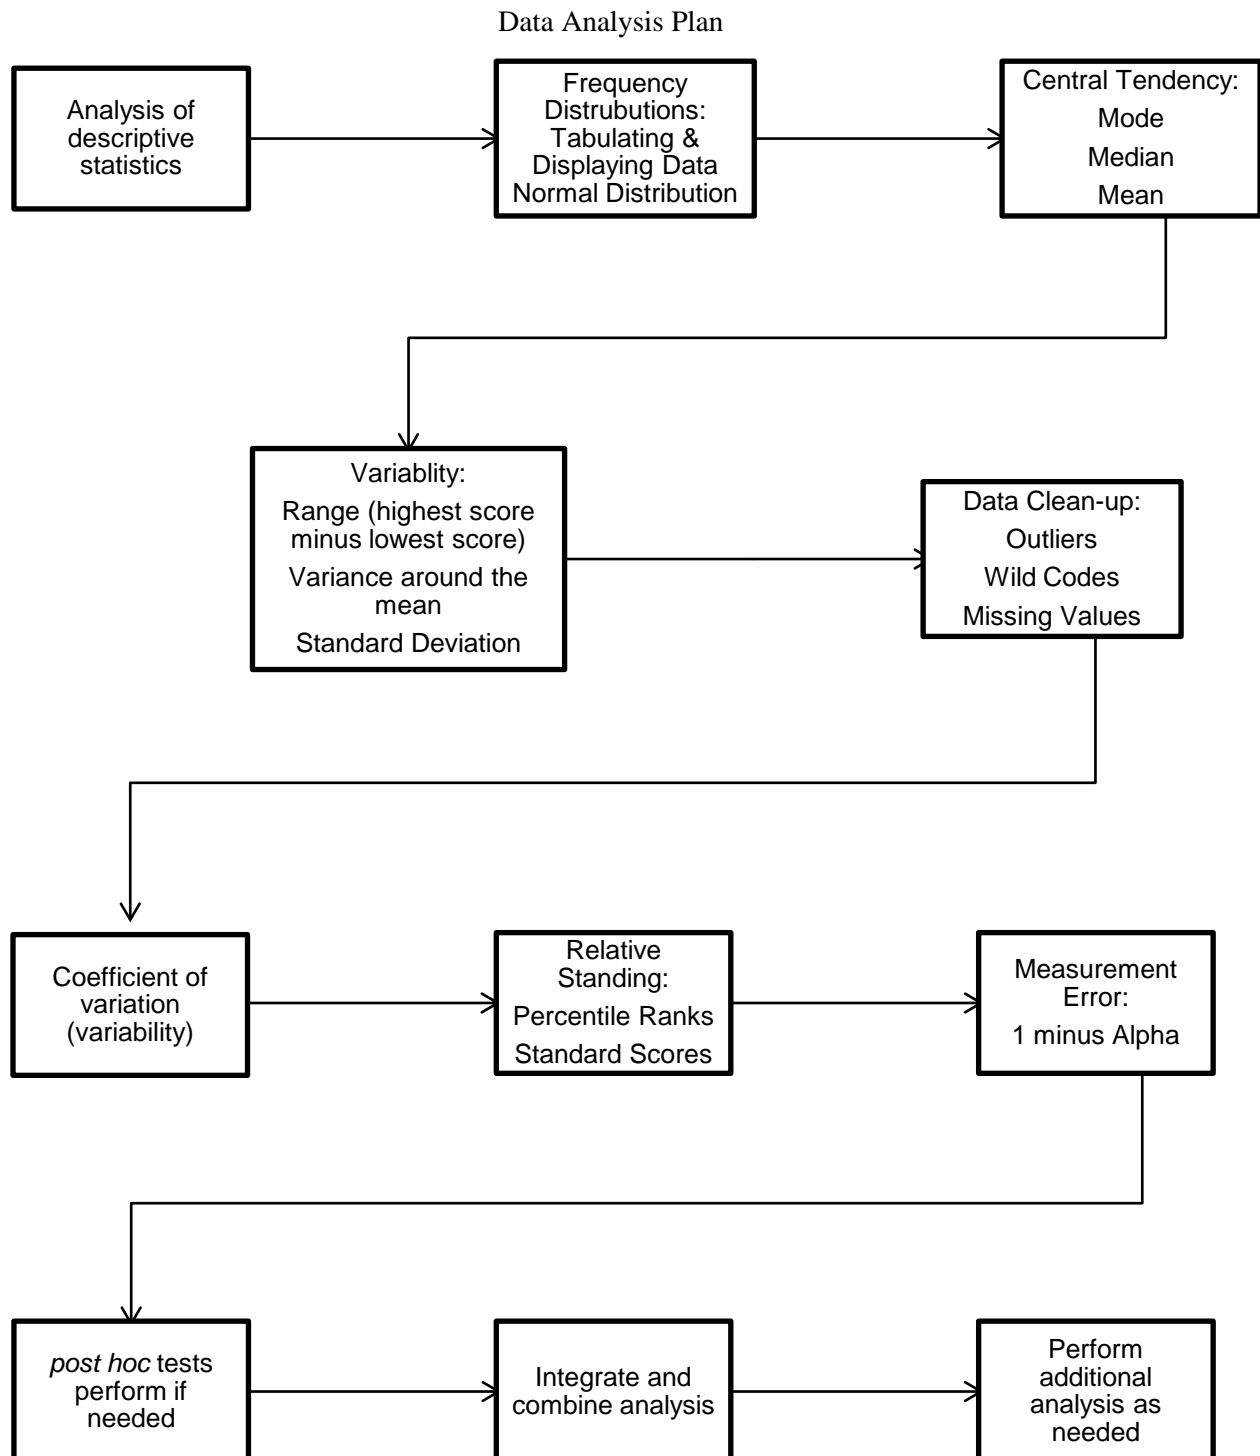 Data Analysis Plan
Analysis of
descriptive
statistics
Frequency
Distrubutions:
Tabulating &
Displaying Data
Normal Distribution
Central Tendency:
Mode
Median
Mean
Variablity:
Range (highest score
minus lowest score)
Variance around the
mean
Standard Deviation
Data Clean-up:
Outliers
Wild Codes
Missing Values
Coefficient of
variation
(variability)
Relative
Standing:
Percentile Ranks
Standard Scores
Measurement
Error:
1 minus Alpha
post hoc tests
perform if
needed
Integrate and
combine analysis
Perform
additional
analysis as
needed